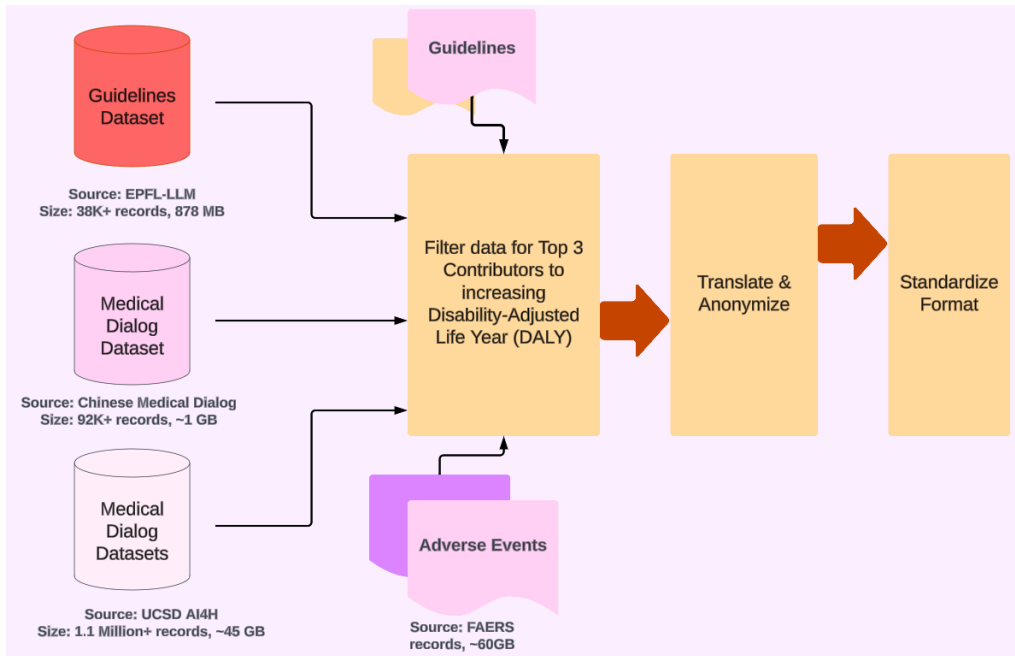 Guidelines
Dataset
Source: EPFL-LLM
Size: 38K+ records, 878 MB
Medical
Dialog
Dataset
Source: Chinese Medical Dialog
Size: 92K+ records, ~1 GB
Medical
Dialog
Datasets
Source: UCSD AI4H
Size: 1.1 Million+ records, ~45 GB
Guidelines
Filter data for Top 3
Contributors to
increasing
Disability-Adjusted
Life Year (DALY)
Adverse Events
Source: FAERS
records, ~60GB
Translate &
Anonymize
Standardize
Format